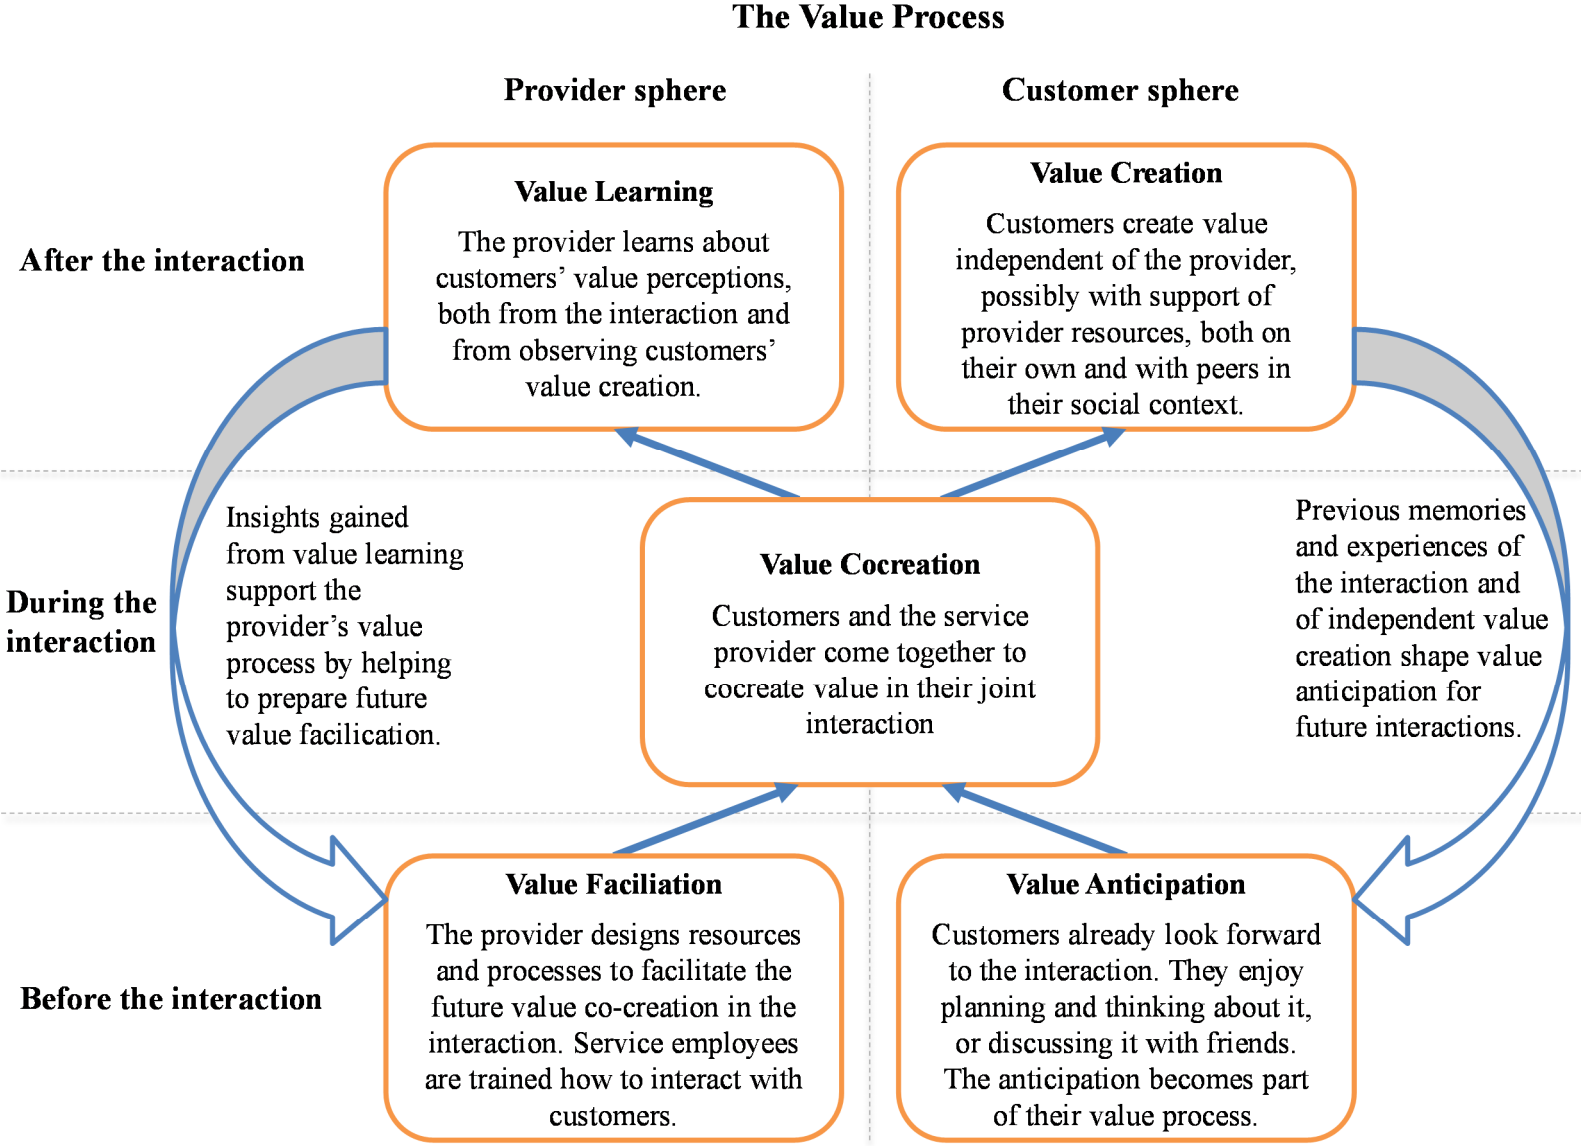 The Value Process
Provider sphere
Customer sphere
After the interaction
Value Learning
The provider learns about
customers’ value perceptions,
both from the interaction and
from observing customers’
value creation.
Value Creation
Customers create value
independent of the provider,
possibly with support of
provider resources, both on
their own and with peers in
their social context.
During the
interaction
Insights gained
from value learning
support the
provider’s value
process by helping
to prepare future
value facilication.
Value Cocreation
Customers and the service
provider come together to
cocreate value in their joint
interaction
Previous memories
and experiences of
the interaction and
of independent value
creation shape value
anticipation for
future interactions.
Before the interaction
Value Faciliation
The provider designs resources
and processes to facilitate the
future value co-creation in the
interaction. Service employees
are trained how to interact with
customers.
Value Anticipation
Customers already look forward
to the interaction. They enjoy
planning and thinking about it,
or discussing it with friends.
The anticipation becomes part
of their value process.